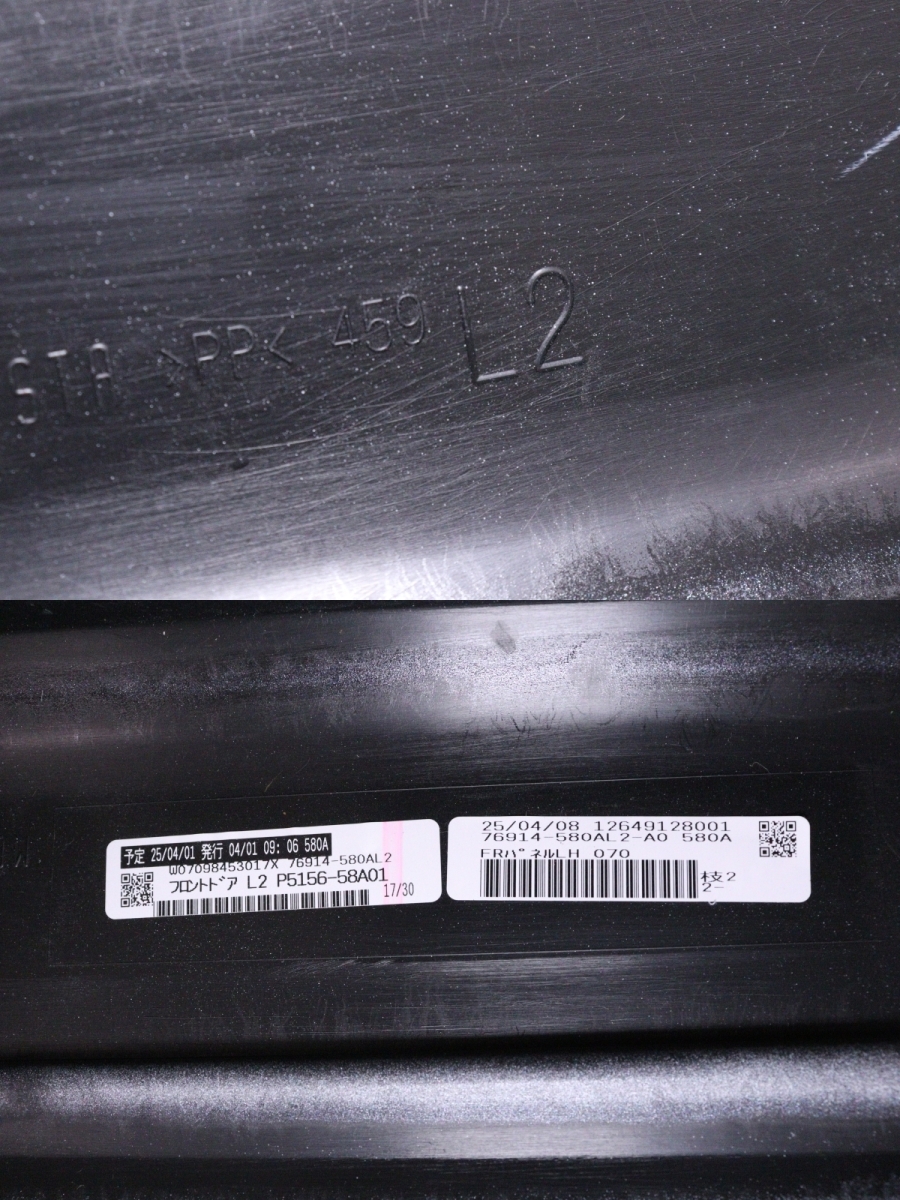 STA >PP< 459 L2
予定 25/04/01 発行 04/01 09:06 580A
W07098453017X 76914-580AL2
フロントドア L2 P5156-58A01
17/30
25/04/08 12649128001
76914-580AL2-A0 580A
FRパネルLH 070
枝2
2-